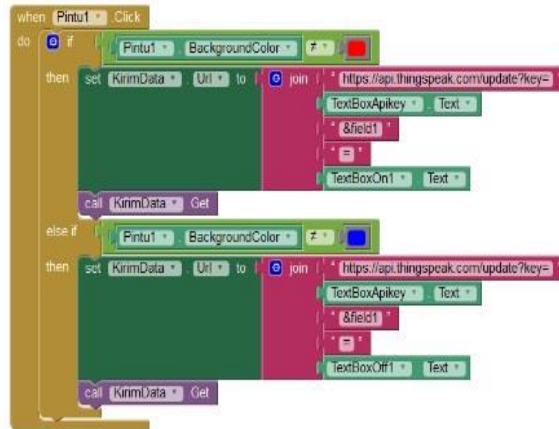 when Pintu1 .Click
do if Pintu1 . BackgroundColor ≠
then set KirimData . Url to join " https://api.thingspeak.com/update?key= "
TextBoxApikey . Text
" &field1 "
" = "
TextBoxOn1 . Text
call KirimData . Get
else if Pintu1 . BackgroundColor ≠
then set KirimData . Url to join " https://api.thingspeak.com/update?key= "
TextBoxApikey . Text
" &field1 "
" = "
TextBoxOff1 . Text
call KirimData . Get